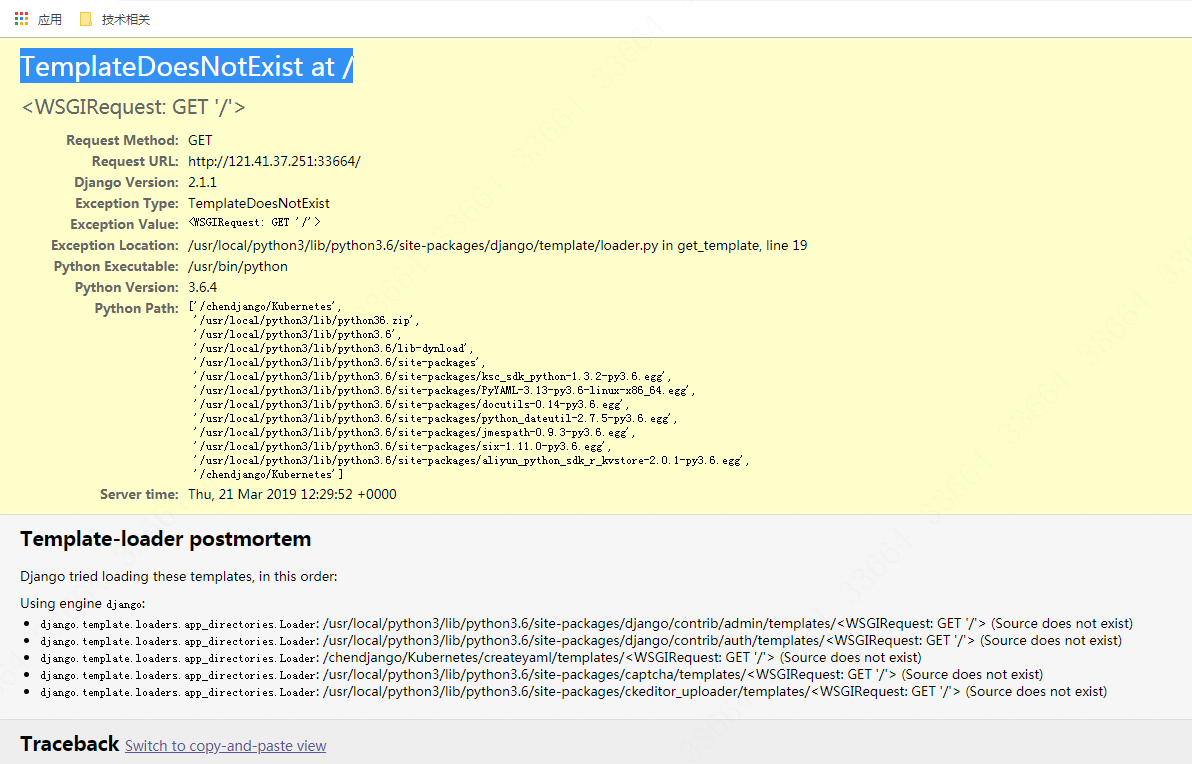 应用 技术相关
TemplateDoesNotExist at /
<WSGIRequest: GET '/'>
Request Method: GET
Request URL: http://121.41.37.251:33664/
Django Version: 2.1.1
Exception Type: TemplateDoesNotExist
Exception Value: <WSGIRequest: GET '/'>
Exception Location: /usr/local/python3/lib/python3.6/site-packages/django/template/loader.py in get_template, line 19
Python Executable: /usr/bin/python
Python Version: 3.6.4
Python Path: ['/chendjango/Kubernetes',
'/usr/local/python3/lib/python36.zip',
'/usr/local/python3/lib/python3.6',
'/usr/local/python3/lib/python3.6/lib-dynload',
'/usr/local/python3/lib/python3.6/site-packages',
'/usr/local/python3/lib/python3.6/site-packages/ksc_sdk_python-1.3.2-py3.6.egg',
'/usr/local/python3/lib/python3.6/site-packages/PyYAML-3.13-py3.6-linux-x86_64.egg',
'/usr/local/python3/lib/python3.6/site-packages/docutils-0.14-py3.6.egg',
'/usr/local/python3/lib/python3.6/site-packages/python_dateutil-2.7.5-py3.6.egg',
'/usr/local/python3/lib/python3.6/site-packages/jmespath-0.9.3-py3.6.egg',
'/usr/local/python3/lib/python3.6/site-packages/six-1.11.0-py3.6.egg',
'/usr/local/python3/lib/python3.6/site-packages/aliyun_python_sdk_r_kvstore-2.0.1-py3.6.egg',
'/chendjango/Kubernetes']
Server time: Thu, 21 Mar 2019 12:29:52 +0000
Template-loader postmortem
Django tried loading these templates, in this order:
Using engine django:
django.template.loaders.app_directories.Loader: /usr/local/python3/lib/python3.6/site-packages/django/contrib/admin/templates/<WSGIRequest: GET '/'> (Source does not exist)
django.template.loaders.app_directories.Loader: /usr/local/python3/lib/python3.6/site-packages/django/contrib/auth/templates/<WSGIRequest: GET '/'> (Source does not exist)
django.template.loaders.app_directories.Loader: /chendjango/Kubernetes/createyaml/templates/<WSGIRequest: GET '/'> (Source does not exist)
django.template.loaders.app_directories.Loader: /usr/local/python3/lib/python3.6/site-packages/captcha/templates/<WSGIRequest: GET '/'> (Source does not exist)
django.template.loaders.app_directories.Loader: /usr/local/python3/lib/python3.6/site-packages/ckeditor_uploader/templates/<WSGIRequest: GET '/'> (Source does not exist)
Traceback Switch to copy-and-paste view